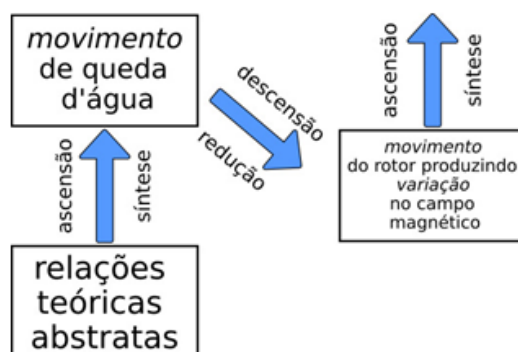 movimento
de queda
d'água
ascensão
síntese
relações
teóricas
abstratas
descensão
redução
ascensão
síntese
movimento
do rotor produzindo
variação
no campo
magnético